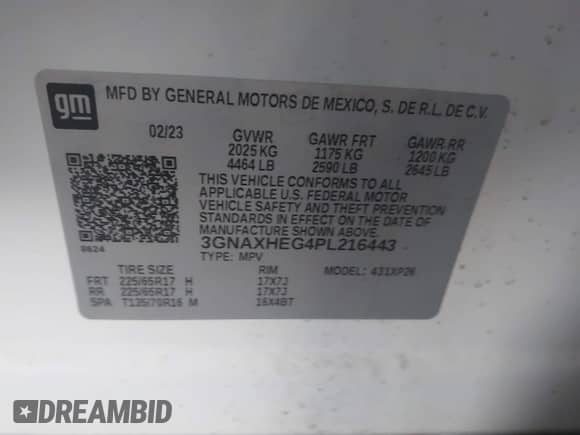 gm
MFD BY GENERAL MOTORS DE MEXICO, S. DE R.L. DE C.V.
02/23 GVWR GAWR FRT GAWR RR
2025 KG 1175 KG 1200 KG
4464 LB 2590 LB 2645 LB
THIS VEHICLE CONFORMS TO ALL
APPLICABLE U.S. FEDERAL MOTOR
VEHICLE SAFETY AND THEFT PREVENTION
STANDARDS IN EFFECT ON THE DATE OF
MANUFACTURE SHOWN ABOVE.
3GNAXHEG4PL216443
8624 TYPE: MPV MODEL: 431XP26
TIRE SIZE RIM
FRT 225/65R17 H 17X7J
RR 225/65R17 H 17X7J
SPA T125/70R16 M 16X4BT
DREAMBID